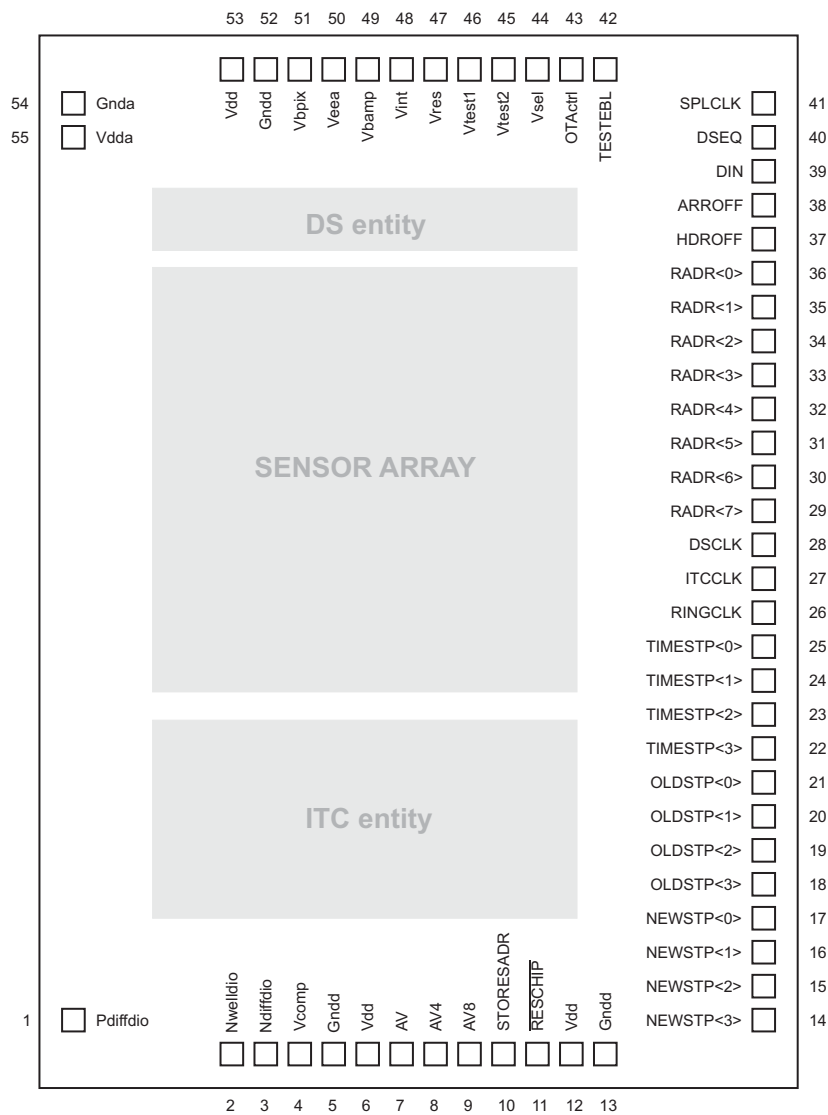 53 52 51 50 49 48 47 46 45 44 43 42
Vdd
Gndd
Vbpix
Veea
Vbamp
Vint
Vres
Vtest1
Vtest2
Vsel
OTActrl
TESTEBL
54 Gnda
55 Vdda
SPLCLK 41
DSEQ 40
DIN 39
ARROFF 38
HDROFF 37
RADR<0> 36
RADR<1> 35
RADR<2> 34
RADR<3> 33
RADR<4> 32
RADR<5> 31
RADR<6> 30
RADR<7> 29
DSCLK 28
ITCCLK 27
RINGCLK 26
TIMESTP<0> 25
TIMESTP<1> 24
TIMESTP<2> 23
TIMESTP<3> 22
OLDSTP<0> 21
OLDSTP<1> 20
OLDSTP<2> 19
OLDSTP<3> 18
NEWSTP<0> 17
NEWSTP<1> 16
NEWSTP<2> 15
NEWSTP<3> 14
DS entity
SENSOR ARRAY
ITC entity
1 Pdiffdio
Nwelldio
Ndiffdio
Vcomp
Gndd
Vdd
AV
AV4
AV8
STORESADR
RESCHIP
Vdd
Gndd
2 3 4 5 6 7 8 9 10 11 12 13